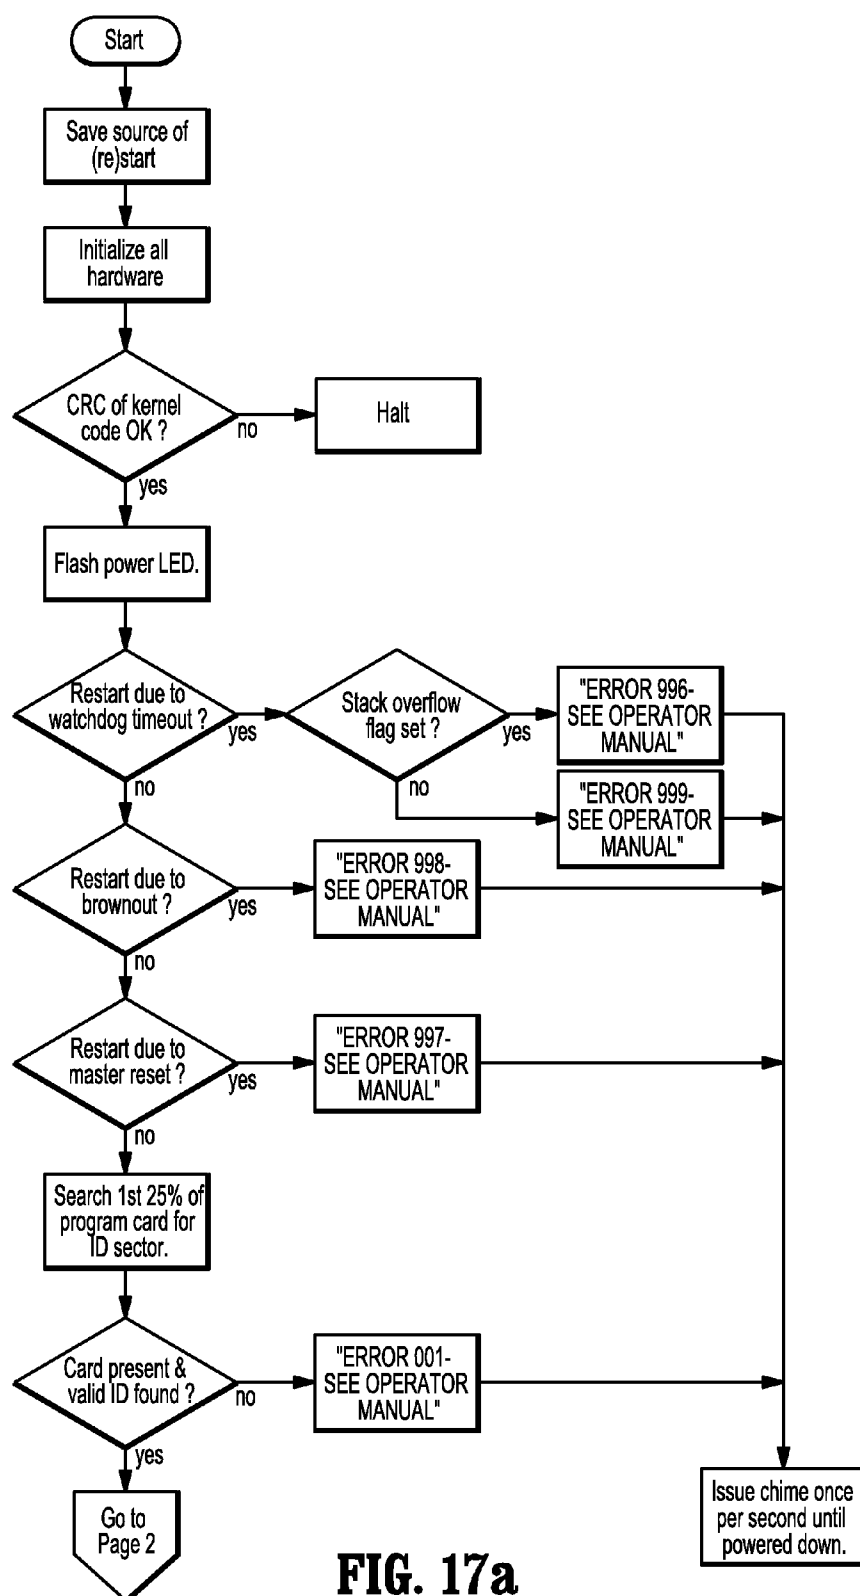 Start
Save source of
(re)start
Initialize all
hardware
CRC of kernel
code OK ?
no
Halt
yes
Flash power LED.
Restart due to
watchdog timeout ?
yes
Stack overflow
flag set ?
yes
"ERROR 996-
SEE OPERATOR
MANUAL"
no
no
"ERROR 999-
SEE OPERATOR
MANUAL"
Restart due to
brownout ?
yes
"ERROR 998-
SEE OPERATOR
MANUAL"
no
Restart due to
master reset ?
yes
"ERROR 997-
SEE OPERATOR
MANUAL"
no
Search 1st 25% of
program card for
ID sector.
Card present &
valid ID found ?
no
"ERROR 001-
SEE OPERATOR
MANUAL"
yes
Go to
Page 2
Issue chime once
per second until
powered down.
FIG. 17a